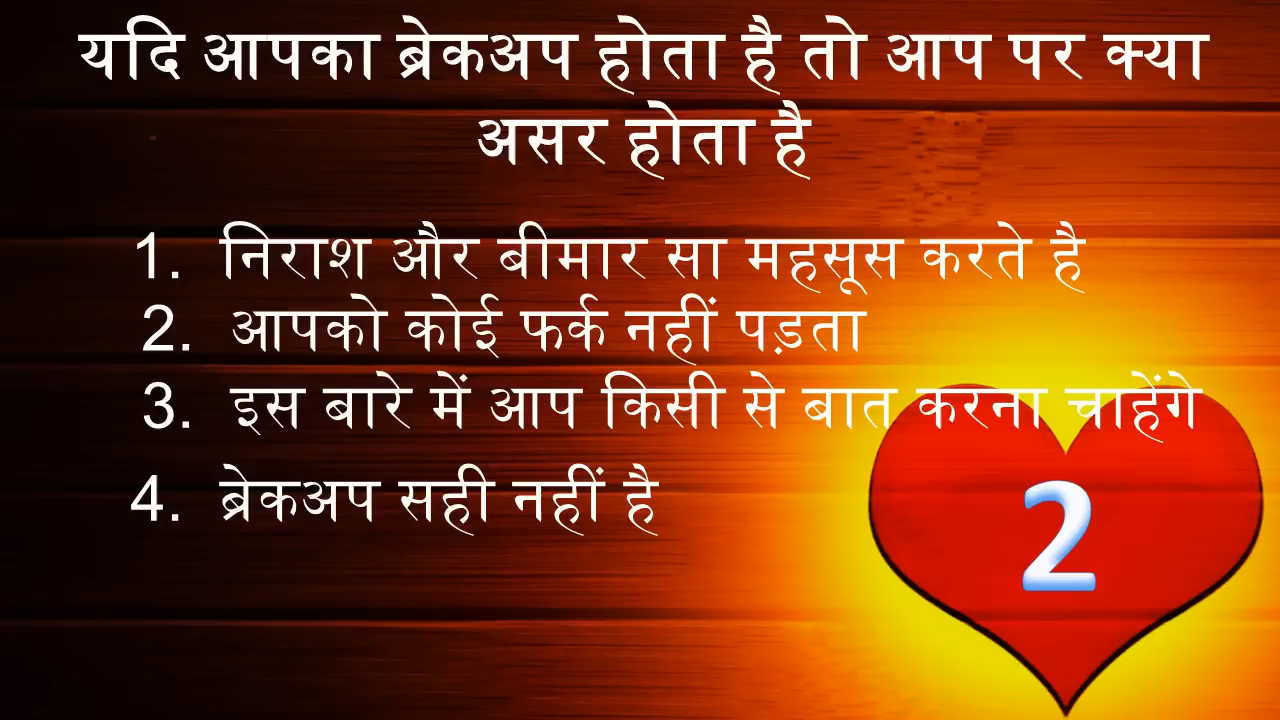 यदि आपका ब्रेकअप होता है तो आप पर क्या
असर होता है
1. निराश और बीमार सा महसूस करते है
2. आपको कोई फर्क नहीं पड़ता
3. इस बारे में आप किसी से बात करना चाहेंगे
4. ब्रेकअप सही नहीं है
2